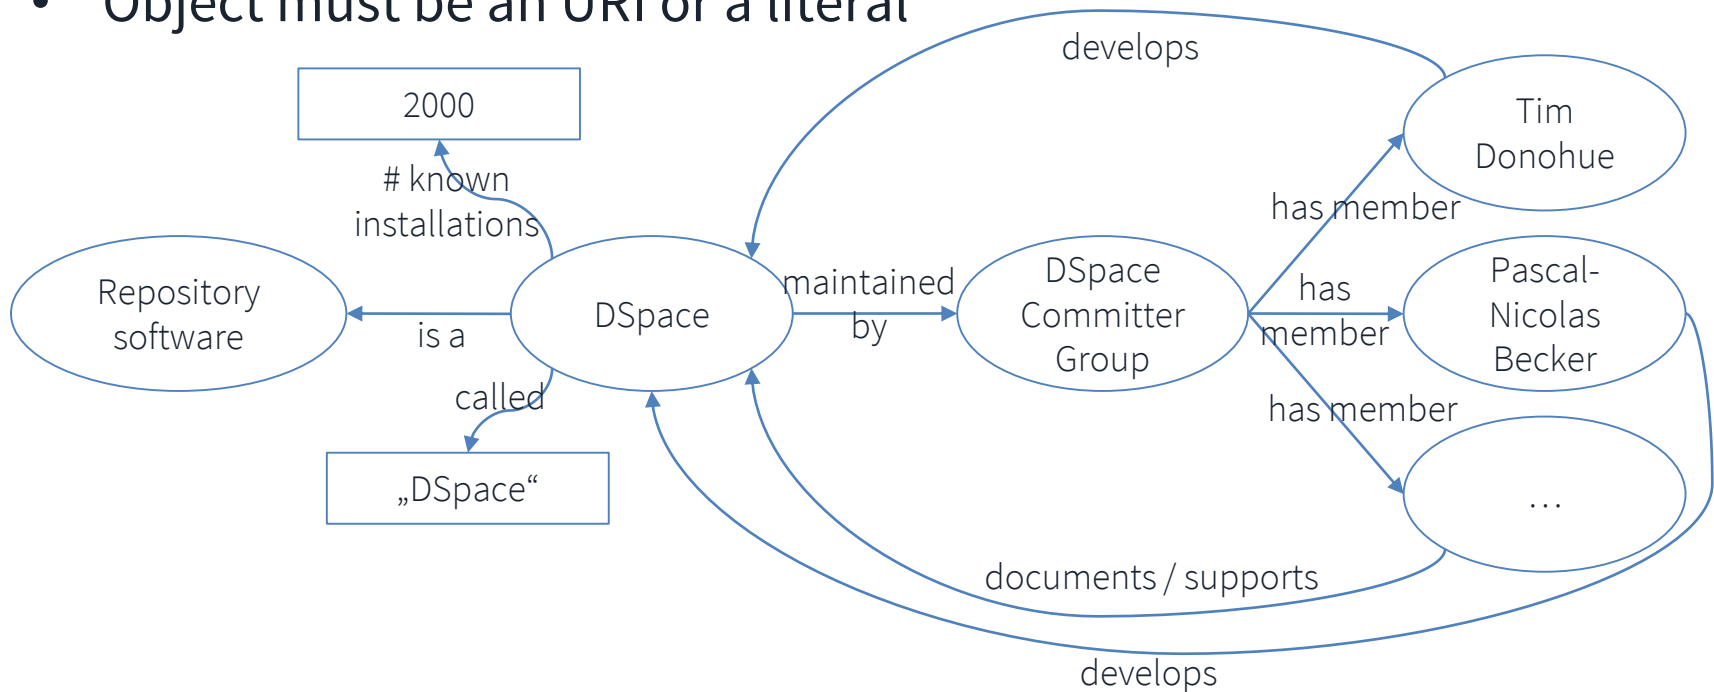 • Object must be an URI or a literal
develops
2000
Tim
Donohue
# known
installations
has member
Repository
software
is a
DSpace
maintained
by
DSpace
Committer
Group
has
member
Pascal-
Nicolas
Becker
called
has member
„DSpace“
…
documents / supports
develops